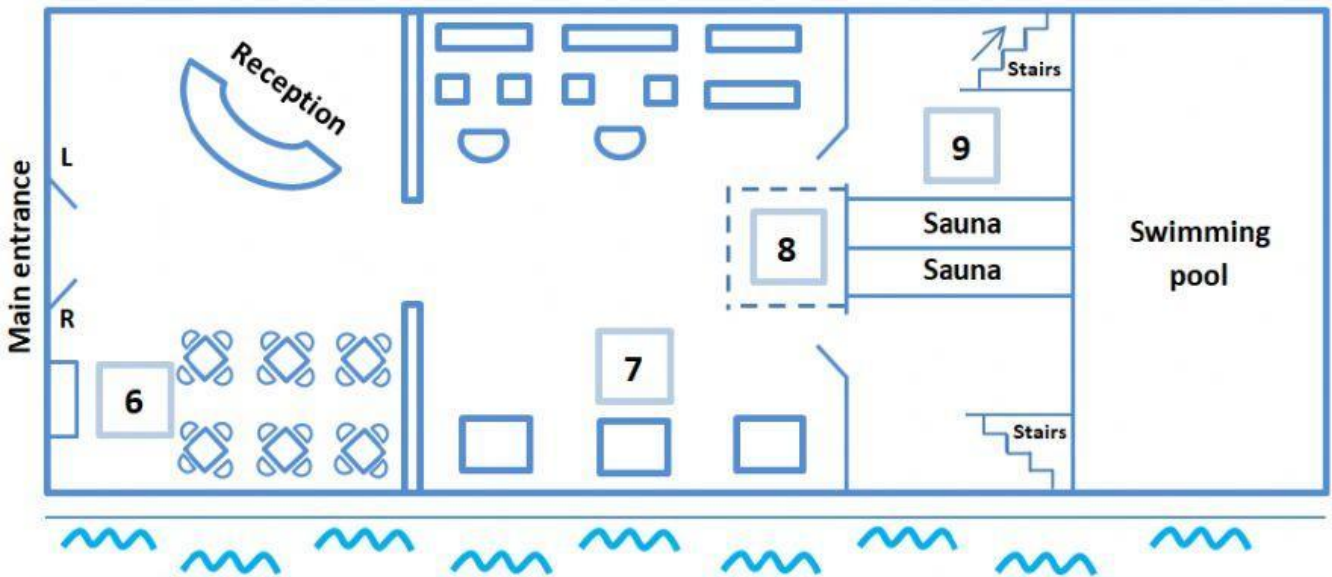 Main entrance
L
R
Reception
6
7
8
9
Stairs
Sauna
Sauna
Stairs
Swimming
pool